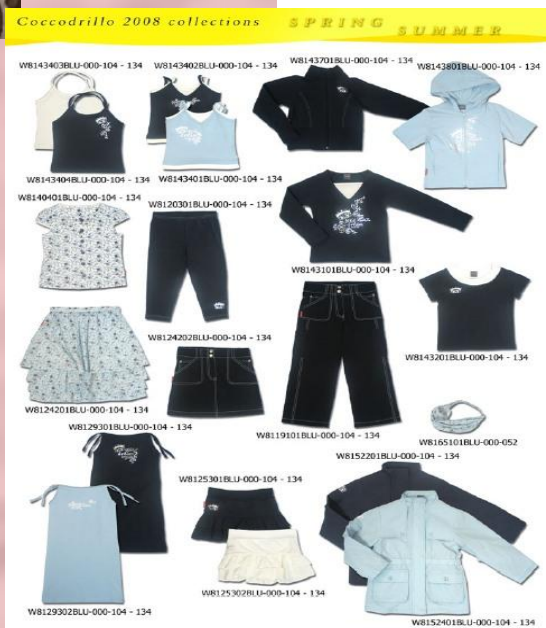 Coccodrillo 2008 collections SPRING
SUMMER
W8143403BLU-000-104 - 134
W8143402BLU-000-104 - 134
W8143701BLU-000-104 - 134
W8143801BLU-000-104 - 134
W8143404BLU-000-104 - 134
W8143401BLU-000-104 - 134
W8140401BLU-000-104 - 134
W8120301BLU-000-104 - 134
W8143101BLU-000-104 - 134
W8124202BLU-000-104 - 134
W8143201BLU-000-104 - 134
W8124201BLU-000-104 - 134
W8129301BLU-000-104 - 134
W8119101BLU-000-104 - 134
W8165101BLU-000-052
W8152201BLU-000-104 - 134
W8125301BLU-000-104 - 134
W8125302BLU-000-104 - 134
W8129302BLU-000-104 - 134
W8152401BLU-000-104 - 134